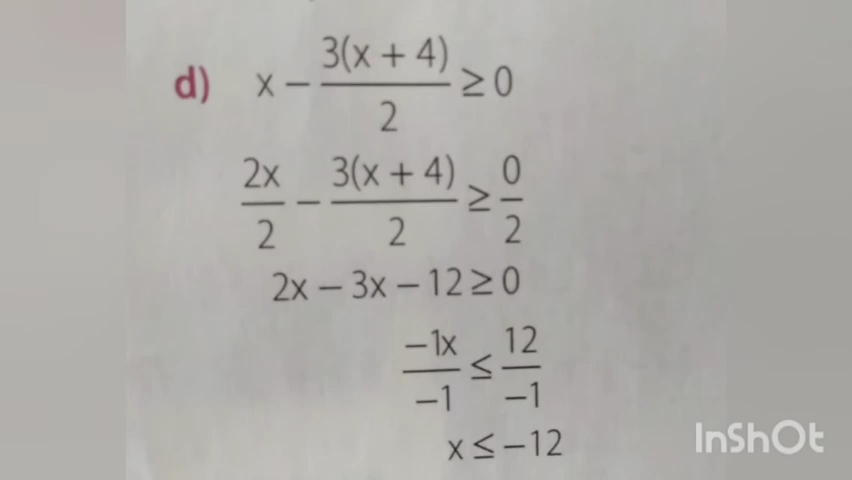 d) x − 3(x + 4)/2 ≥ 0
2x/2 − 3(x + 4)/2 ≥ 0/2
2x − 3x − 12 ≥ 0
−1x/−1 ≤ 12/−1
x ≤ −12
InShOt